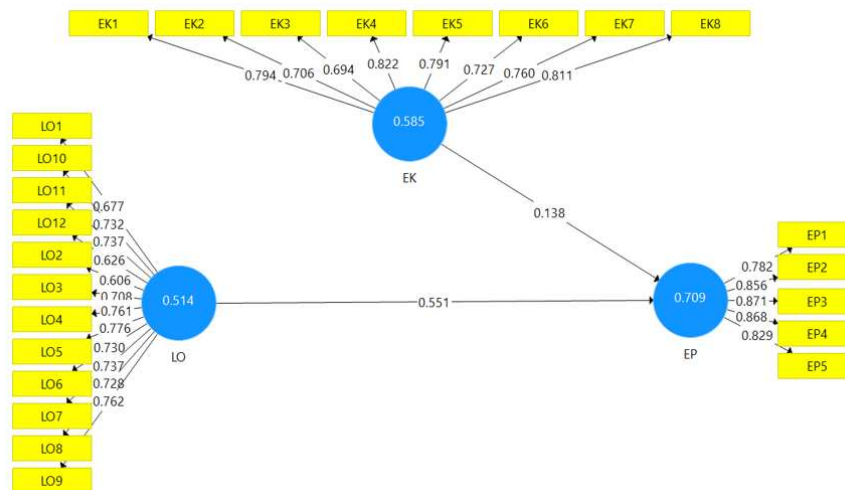 EK1 EK2 EK3 EK4 EK5 EK6 EK7 EK8
0.794 0.706 0.694 0.822 0.791 0.727 0.760 0.811
0.585
EK
LO1
LO10
LO11
LO12
LO2
LO3
LO4
LO5
LO6
LO7
LO8
LO9
0.677
0.732
0.737
0.626
0.606
0.708
0.761
0.776
0.730
0.737
0.728
0.762
0.514
LO
0.138
0.551
0.709
EP
0.782
0.856
0.871
0.868
0.829
EP1
EP2
EP3
EP4
EP5